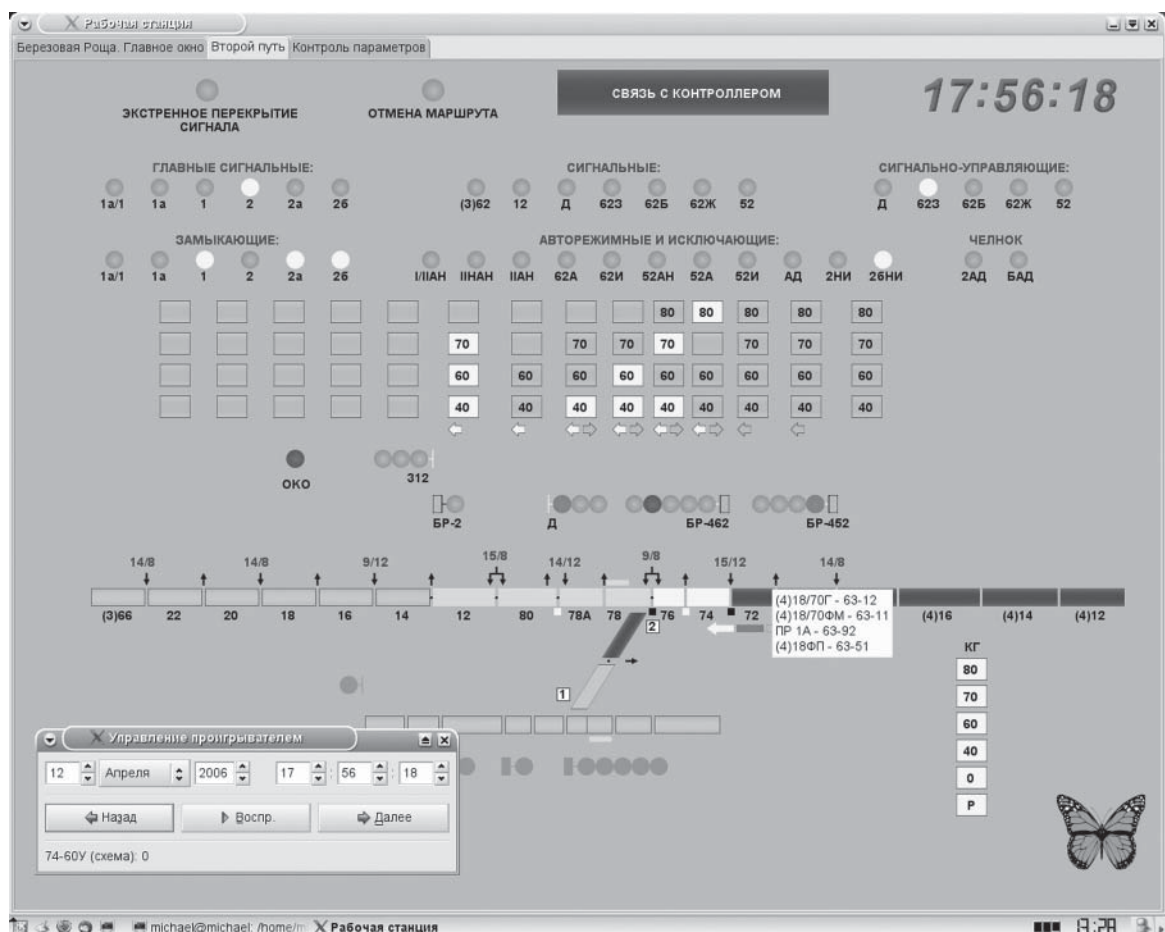 Рабочая станция
Березовая Роща. Главное окно Второй путь Контроль параметров
СВЯЗЬ С КОНТРОЛЛЕРОМ 17:56:18
ЭКСТРЕННОЕ ПЕРЕКРЫТИЕ СИГНАЛА ОТМЕНА МАРШРУТА
ГЛАВНЫЕ СИГНАЛЬНЫЕ: СИГНАЛЬНЫЕ: СИГНАЛЬНО-УПРАВЛЯЮЩИЕ:
1а/1 1а 1 2 2а 2б (3)62 12 Д 62З 62Б 62Ж 52 Д 62З 62Б 62Ж 52
ЗАМЫКАЮЩИЕ: АВТОРЕЖИМНЫЕ И ИСКЛЮЧАЮЩИЕ: ЧЕЛНОК
1а/1 1а 1 2 2а 2б I/IIАН IIНАН IIАН 62А 62И 52АН 52А 52И АД 2НИ 2бНИ 2АД БАД
80 80 80 80 80
70 70 70 70 70 70 70
60 60 60 60 60 60 60 60 60
40 40 40 40 40 40 40 40 40
ОКО 312
БР-2 Д БР-462 БР-452
14/8 14/8 9/12 15/8 14/12 9/8 15/12 14/8
(3)66 22 20 18 16 14 12 80 78А 78 76 74 72 (4)16 (4)14 (4)12
(4)18/70Г - 63-12
(4)18/70ФМ - 63-11
ПР 1А - 63-92
(4)18ФП - 63-51
2
1
КГ
80
70
60
40
0
Р
Управление проигрывателем
12 Апреля 2006 17 : 56 : 18
Назад Воспр. Далее
74-60У (схема): 0
michael@michael: /home/m Рабочая станция 13:28